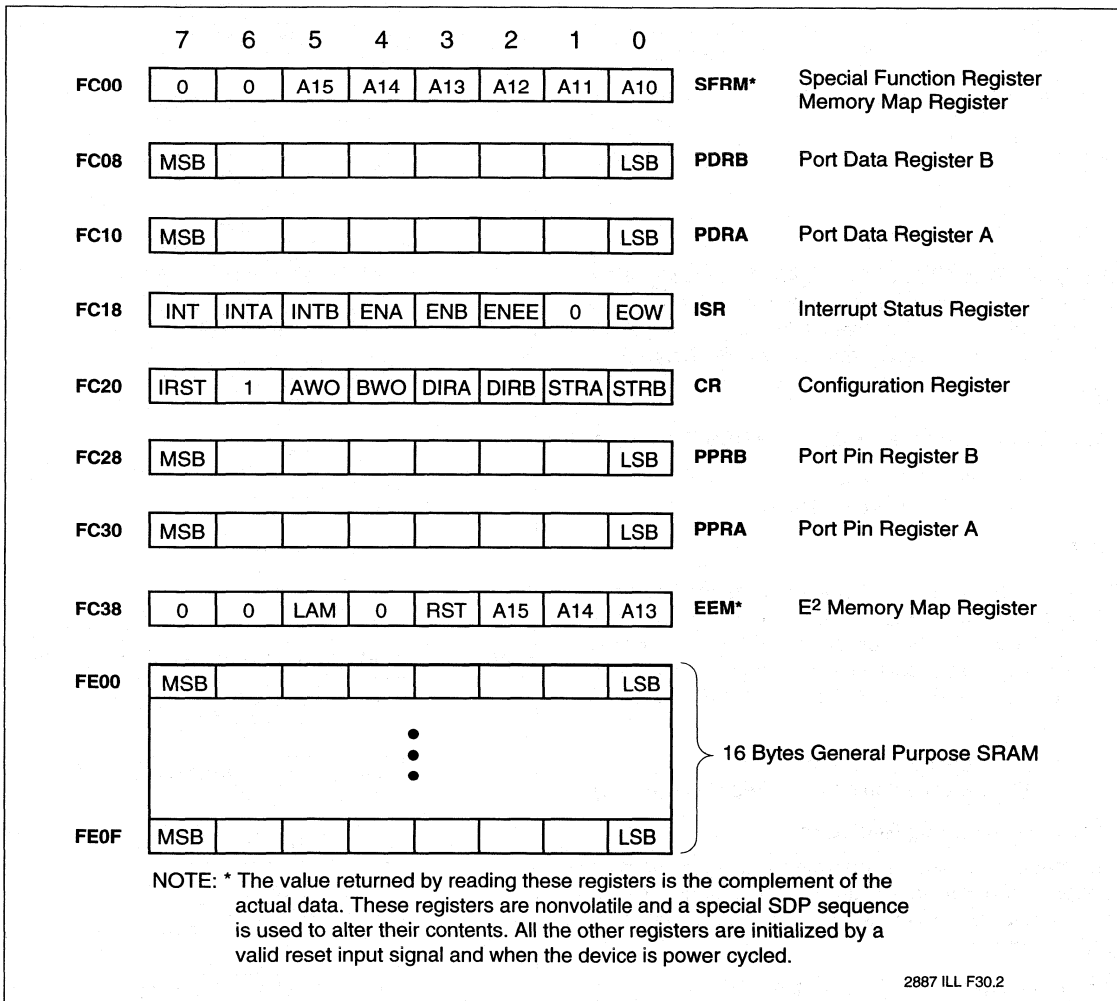 7 6 5 4 3 2 1 0
FC00 0 0 A15 A14 A13 A12 A11 A10 SFRM* Special Function Register
Memory Map Register
FC08 MSB LSB PDRB Port Data Register B
FC10 MSB LSB PDRA Port Data Register A
FC18 INT INTA INTB ENA ENB ENEE 0 EOW ISR Interrupt Status Register
FC20 IRST 1 AWO BWO DIRA DIRB STRA STRB CR Configuration Register
FC28 MSB LSB PPRB Port Pin Register B
FC30 MSB LSB PPRA Port Pin Register A
FC38 0 0 LAM 0 RST A15 A14 A13 EEM* E2 Memory Map Register
FE00 MSB LSB
16 Bytes General Purpose SRAM
FE0F MSB LSB
NOTE: * The value returned by reading these registers is the complement of the
actual data. These registers are nonvolatile and a special SDP sequence
is used to alter their contents. All the other registers are initialized by a
valid reset input signal and when the device is power cycled.
2887 ILL F30.2